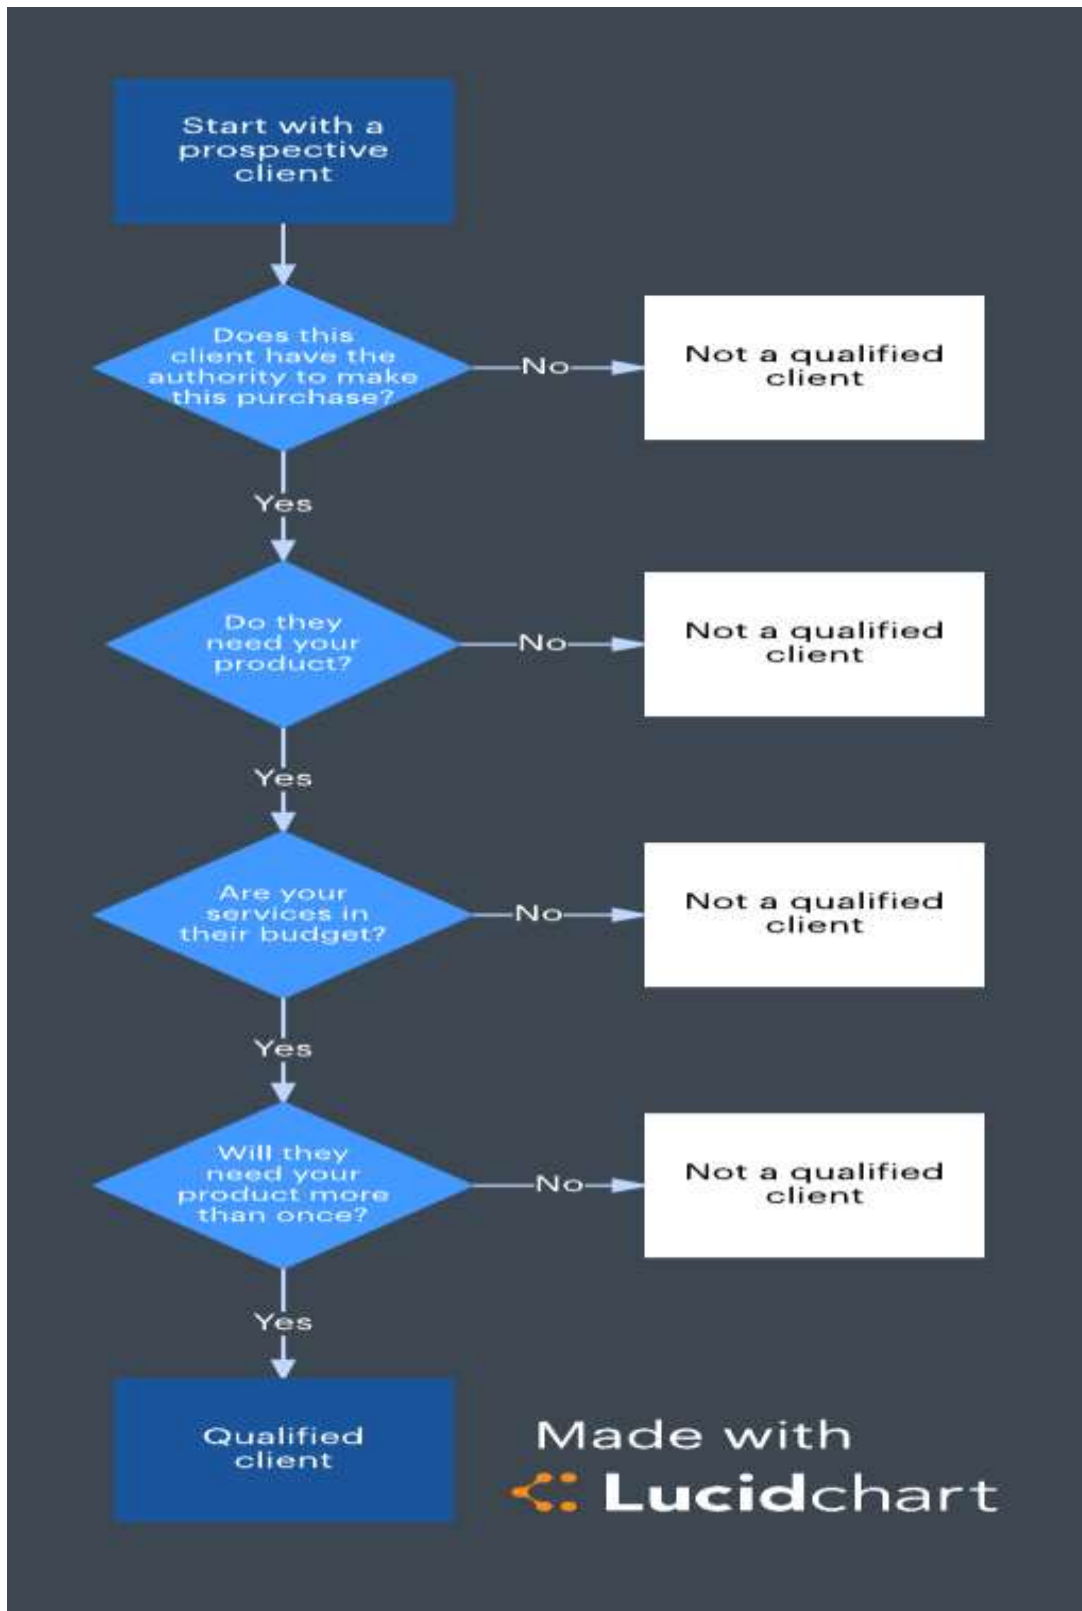 Start with a
prospective
client
Does this
client have the
authority to make
this purchase?
No
Not a qualified
client
Yes
Do they
need your
product?
No
Not a qualified
client
Yes
Are your
services in
their budget?
No
Not a qualified
client
Yes
Will they
need your
product more
than once?
No
Not a qualified
client
Yes
Qualified
client
Made with
Lucidchart